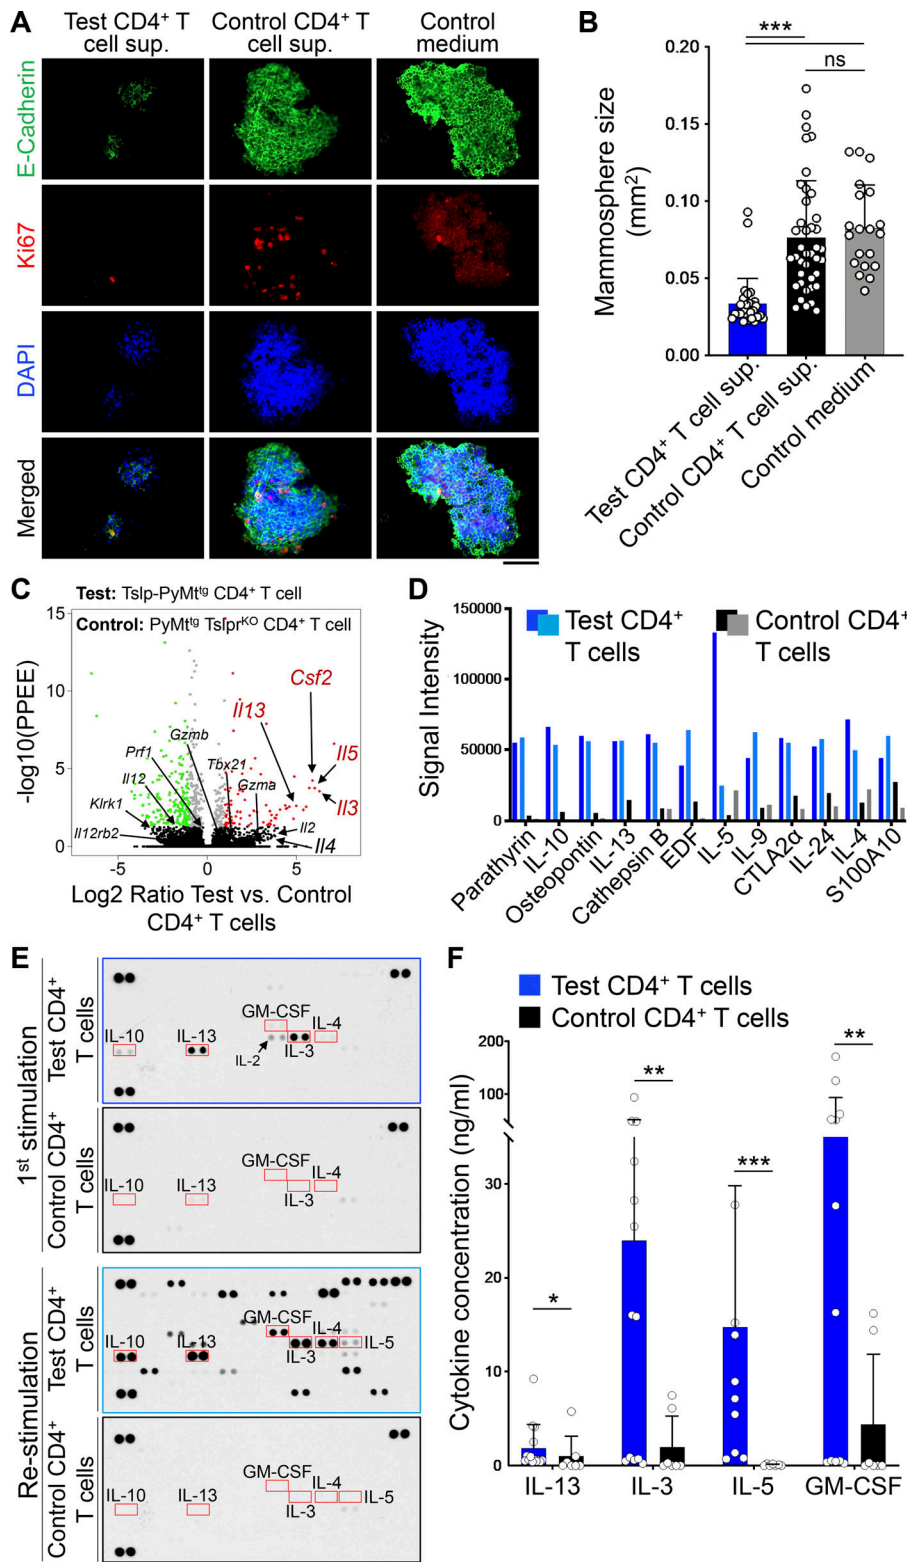 A
Test CD4⁺ T cell sup.
Control CD4⁺ T cell sup.
Control medium
E-Cadherin
Ki67
DAPI
Merged
B
***
ns
Mammosphere size (mm²)
0.20
0.15
0.10
0.05
0.00
Test CD4⁺ T cell sup.
Control CD4⁺ T cell sup.
Control medium
C
Test: Tslp-PyMtᵗᵍ CD4⁺ T cell
Control: PyMtᵗᵍ Tslprᴷᴼ CD4⁺ T cell
-log10(PPEE)
15
10
5
0
Csf2
Il13
Il5
Il3
Gzmb
Prf1
Tbx21
Il12
Gzma
Klrk1
Il2
Il12rb2
Il4
-5
0
5
Log2 Ratio Test vs. Control
CD4⁺ T cells
D
Test CD4⁺ T cells
Control CD4⁺ T cells
Signal Intensity
150000
100000
50000
0
Parathyrin
IL-10
Osteopontin
IL-13
Cathepsin B
EDF
IL-5
IL-9
CTLA2α
IL-24
IL-4
S100A10
E
1ˢᵗ stimulation
Test CD4⁺ T cells
IL-10
IL-13
GM-CSF
IL-4
IL-2
IL-3
Control CD4⁺ T cells
IL-10
IL-13
GM-CSF
IL-4
IL-3
Re-stimulation
Test CD4⁺ T cells
IL-10
IL-13
GM-CSF
IL-4
IL-5
IL-3
Control CD4⁺ T cells
IL-10
IL-13
GM-CSF
IL-4
IL-5
IL-3
F
Test CD4⁺ T cells
Control CD4⁺ T cells
Cytokine concentration (ng/ml)
200
100
30
20
10
0
*
**
***
**
IL-13
IL-3
IL-5
GM-CSF